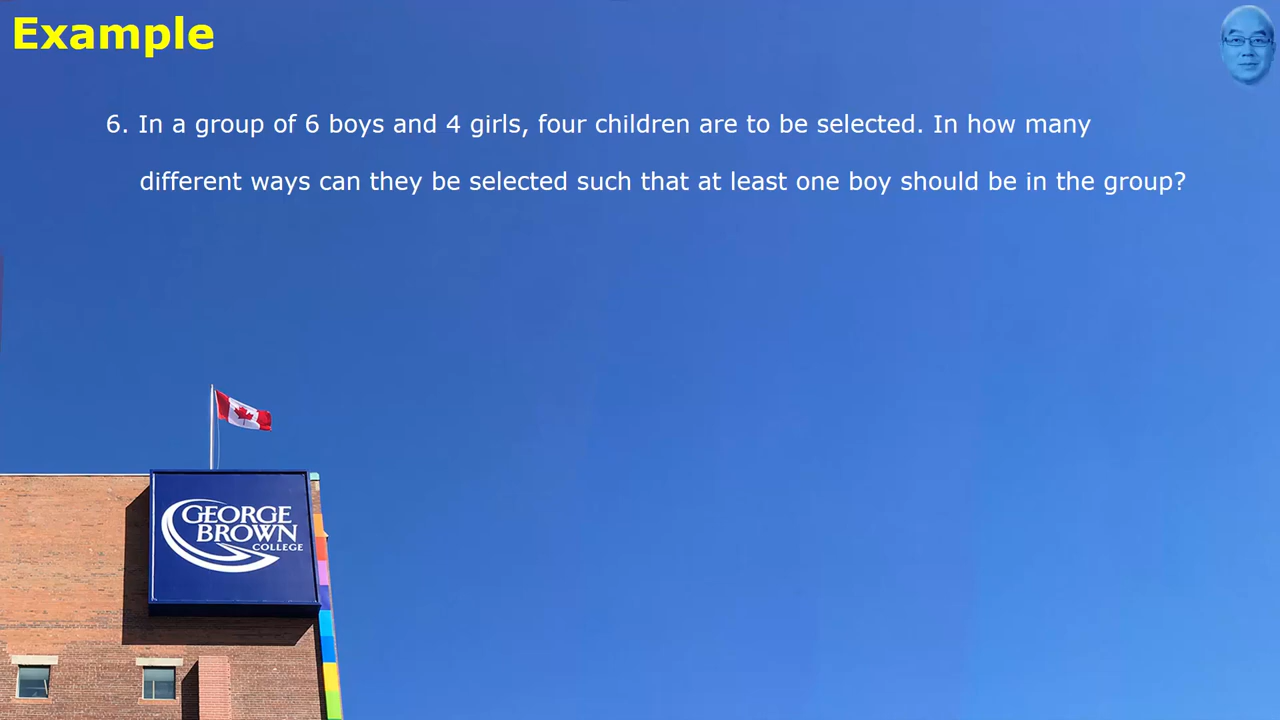 Example
6. In a group of 6 boys and 4 girls, four children are to be selected. In how many
different ways can they be selected such that at least one boy should be in the group?
GEORGE
BROWN
COLLEGE